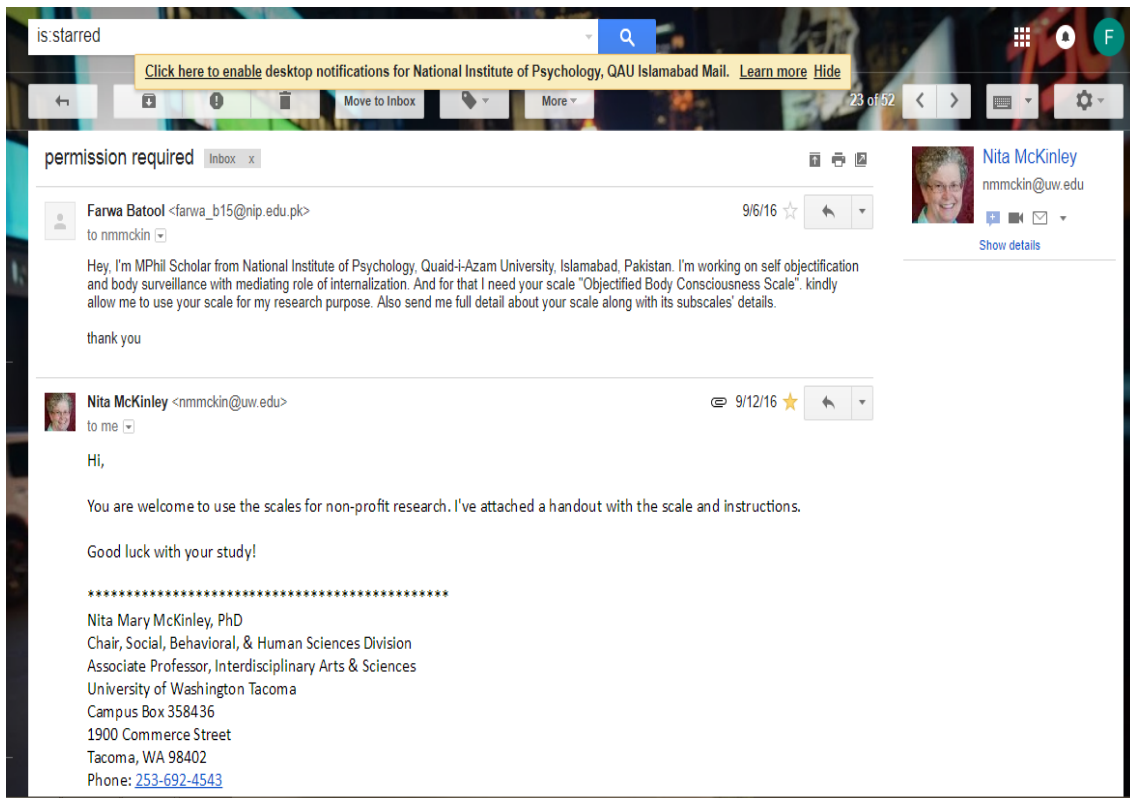 is:starred
Click here to enable desktop notifications for National Institute of Psychology, QAU Islamabad Mail. Learn more Hide
F
Move to Inbox
More
23 of 52
permission required Inbox x
Nita McKinley
nmmckin@uw.edu
Show details
Farwa Batool <farwa_b15@nip.edu.pk>
9/6/16
to nmmckin
Hey, I'm MPhil Scholar from National Institute of Psychology, Quaid-i-Azam University, Islamabad, Pakistan. I'm working on self objectification
and body surveillance with mediating role of internalization. And for that I need your scale "Objectified Body Consciousness Scale". kindly
allow me to use your scale for my research purpose. Also send me full detail about your scale along with its subscales' details.
thank you
Nita McKinley <nmmckin@uw.edu>
9/12/16
to me
Hi,
You are welcome to use the scales for non-profit research. I've attached a handout with the scale and instructions.
Good luck with your study!
***********************************************
Nita Mary McKinley, PhD
Chair, Social, Behavioral, & Human Sciences Division
Associate Professor, Interdisciplinary Arts & Sciences
University of Washington Tacoma
Campus Box 358436
1900 Commerce Street
Tacoma, WA 98402
Phone: 253-692-4543